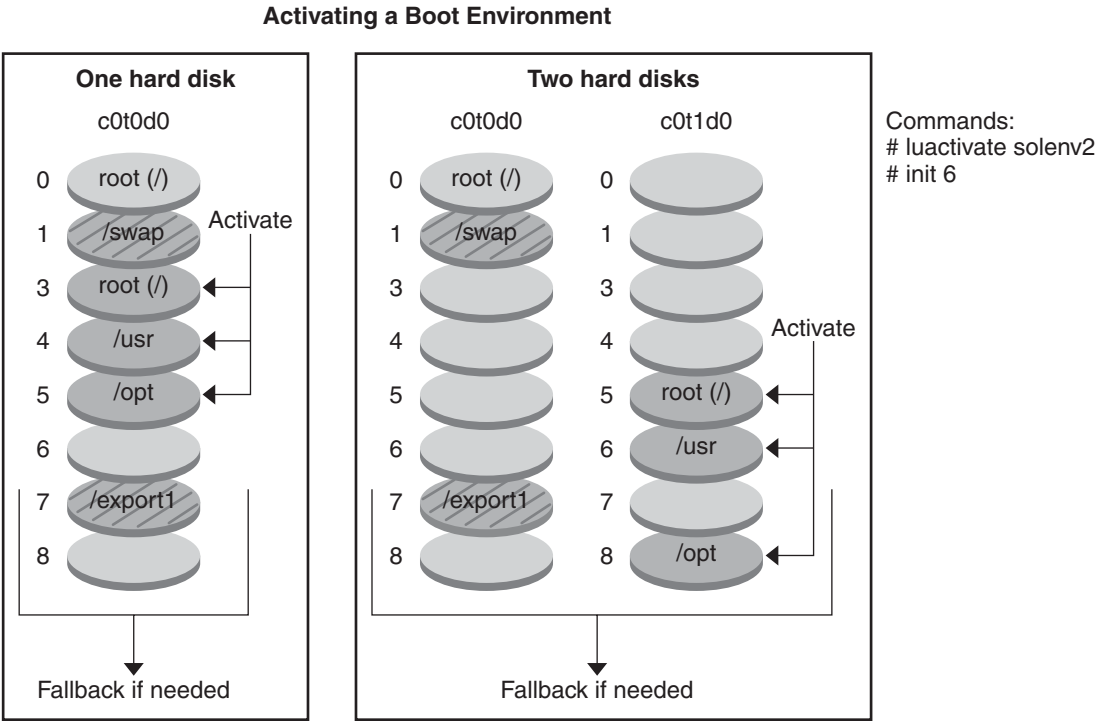 Activating a Boot Environment
One hard disk
c0t0d0
0 root (/)
1 /swap
Activate
3 root (/)
4 /usr
5 /opt
6
7 /export1
8
Fallback if needed
Two hard disks
c0t0d0
0 root (/)
1 /swap
3
4
5
6
7 /export1
8
c0t1d0
0
1
3
4
Activate
5 root (/)
6 /usr
7
8 /opt
Fallback if needed
Commands:
# luactivate solenv2
# init 6